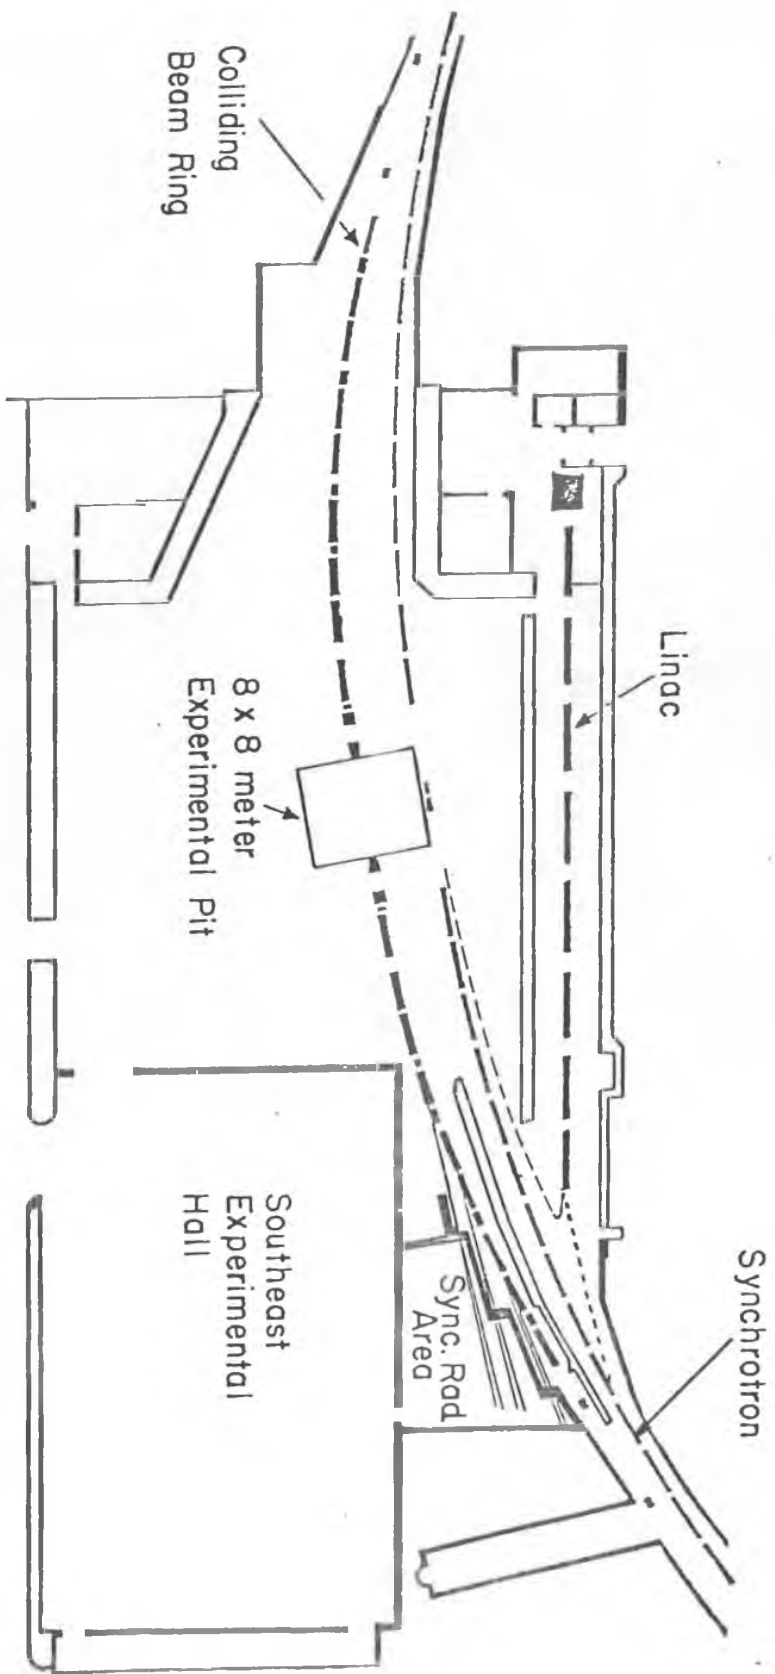 Colliding
Beam Ring
Linac
Synchrotron
8 x 8 meter
Experimental Pit
Sync. Rad
Area
Southeast
Experimental
Hall